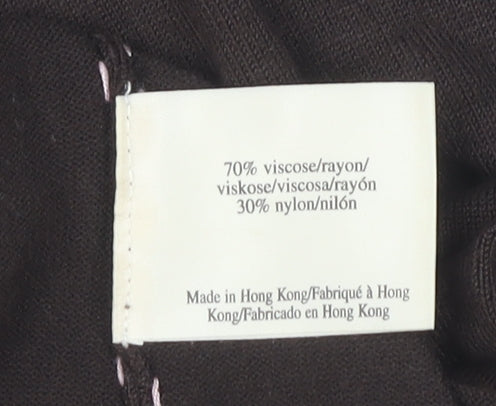 70% viscose/rayon/
viskose/viscosa/rayón
30% nylon/nilón
Made in Hong Kong/Fabriqué à Hong
Kong/Fabricado en Hong Kong